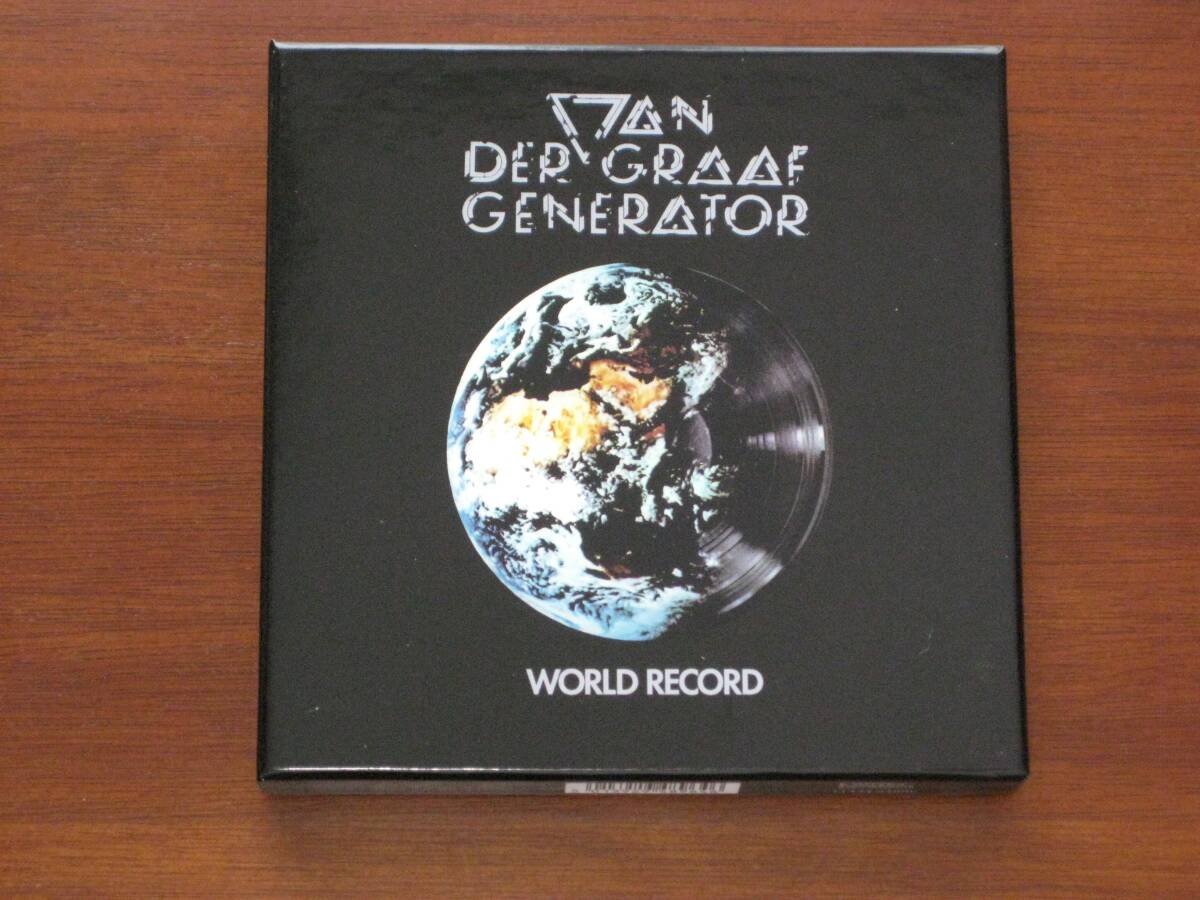 VAN
DER GRAAF
GENERATOR
WORLD RECORD